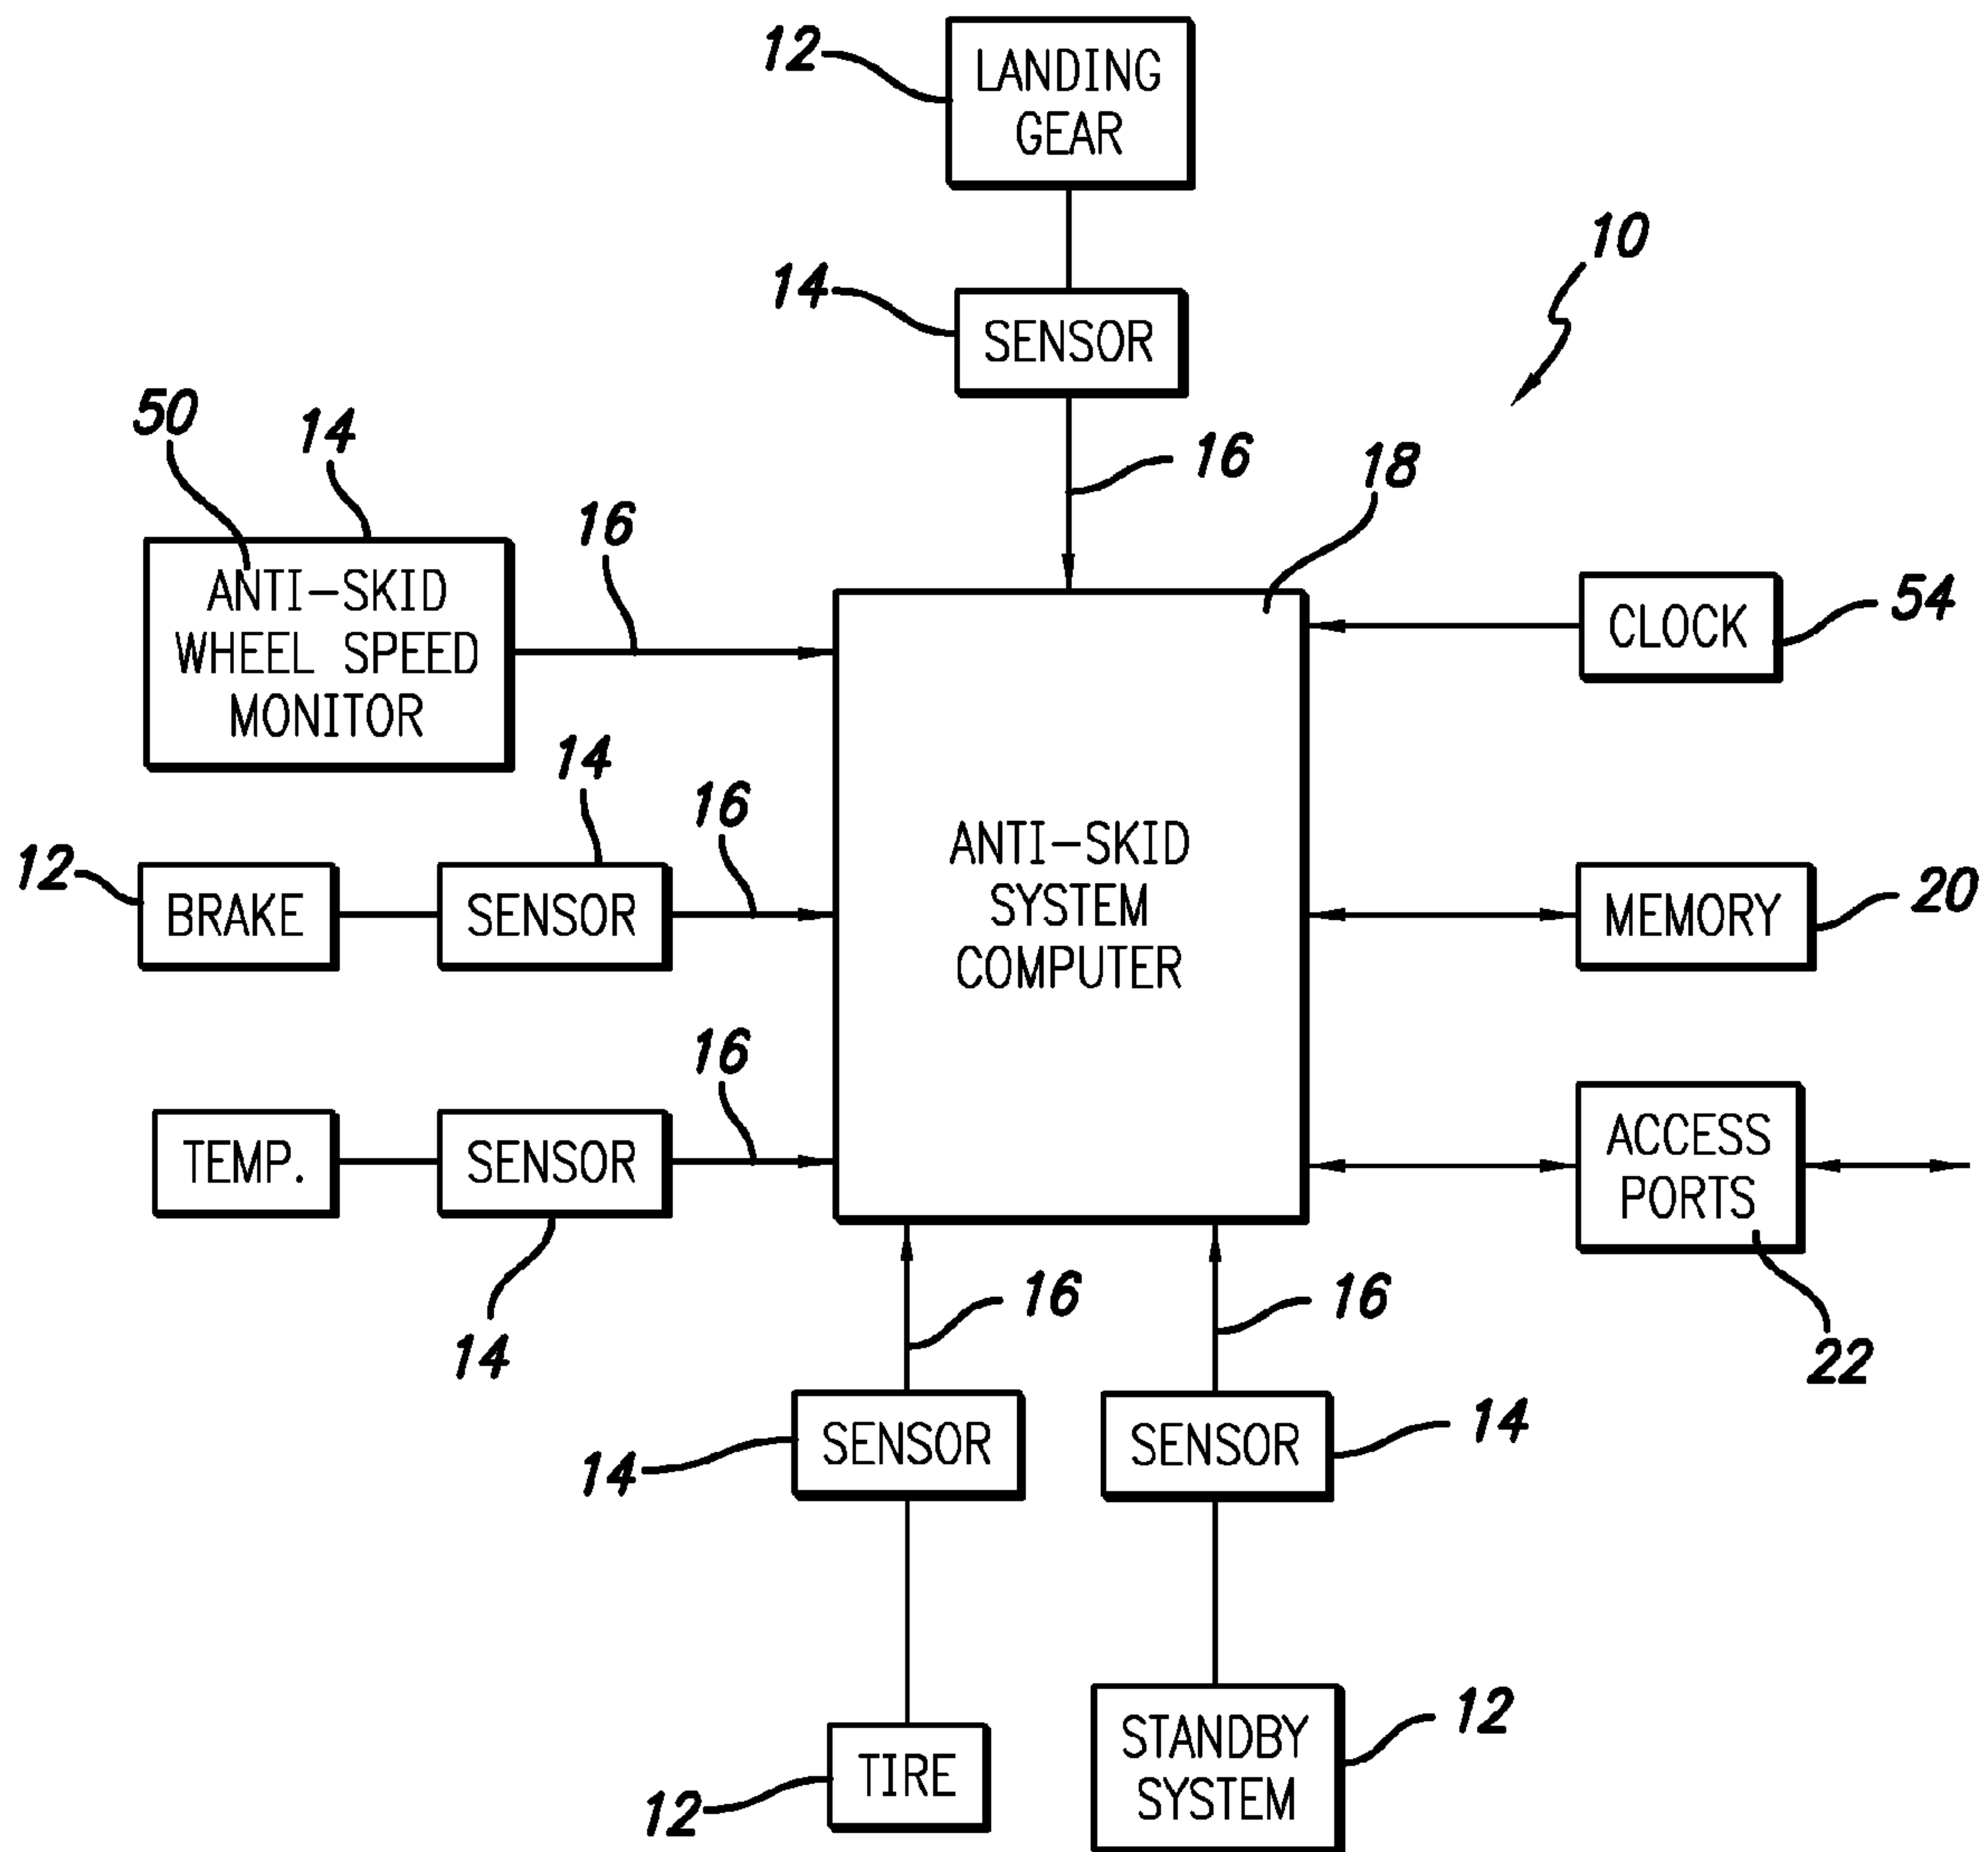 12
LANDING
GEAR
10
14
SENSOR
50
14
16
18
16
ANTI-SKID
WHEEL SPEED
MONITOR
CLOCK
54
14
16
12
BRAKE
SENSOR
ANTI-SKID
SYSTEM
COMPUTER
MEMORY
20
16
TEMP.
SENSOR
ACCESS
PORTS
14
16
16
22
14
SENSOR
SENSOR
14
12
TIRE
STANDBY
SYSTEM
12